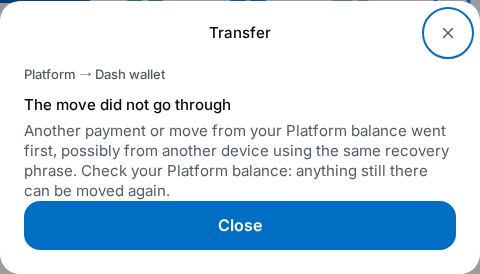 Transfer
Platform → Dash wallet
The move did not go through
Another payment or move from your Platform balance went
first, possibly from another device using the same recovery
phrase. Check your Platform balance: anything still there
can be moved again.
Close